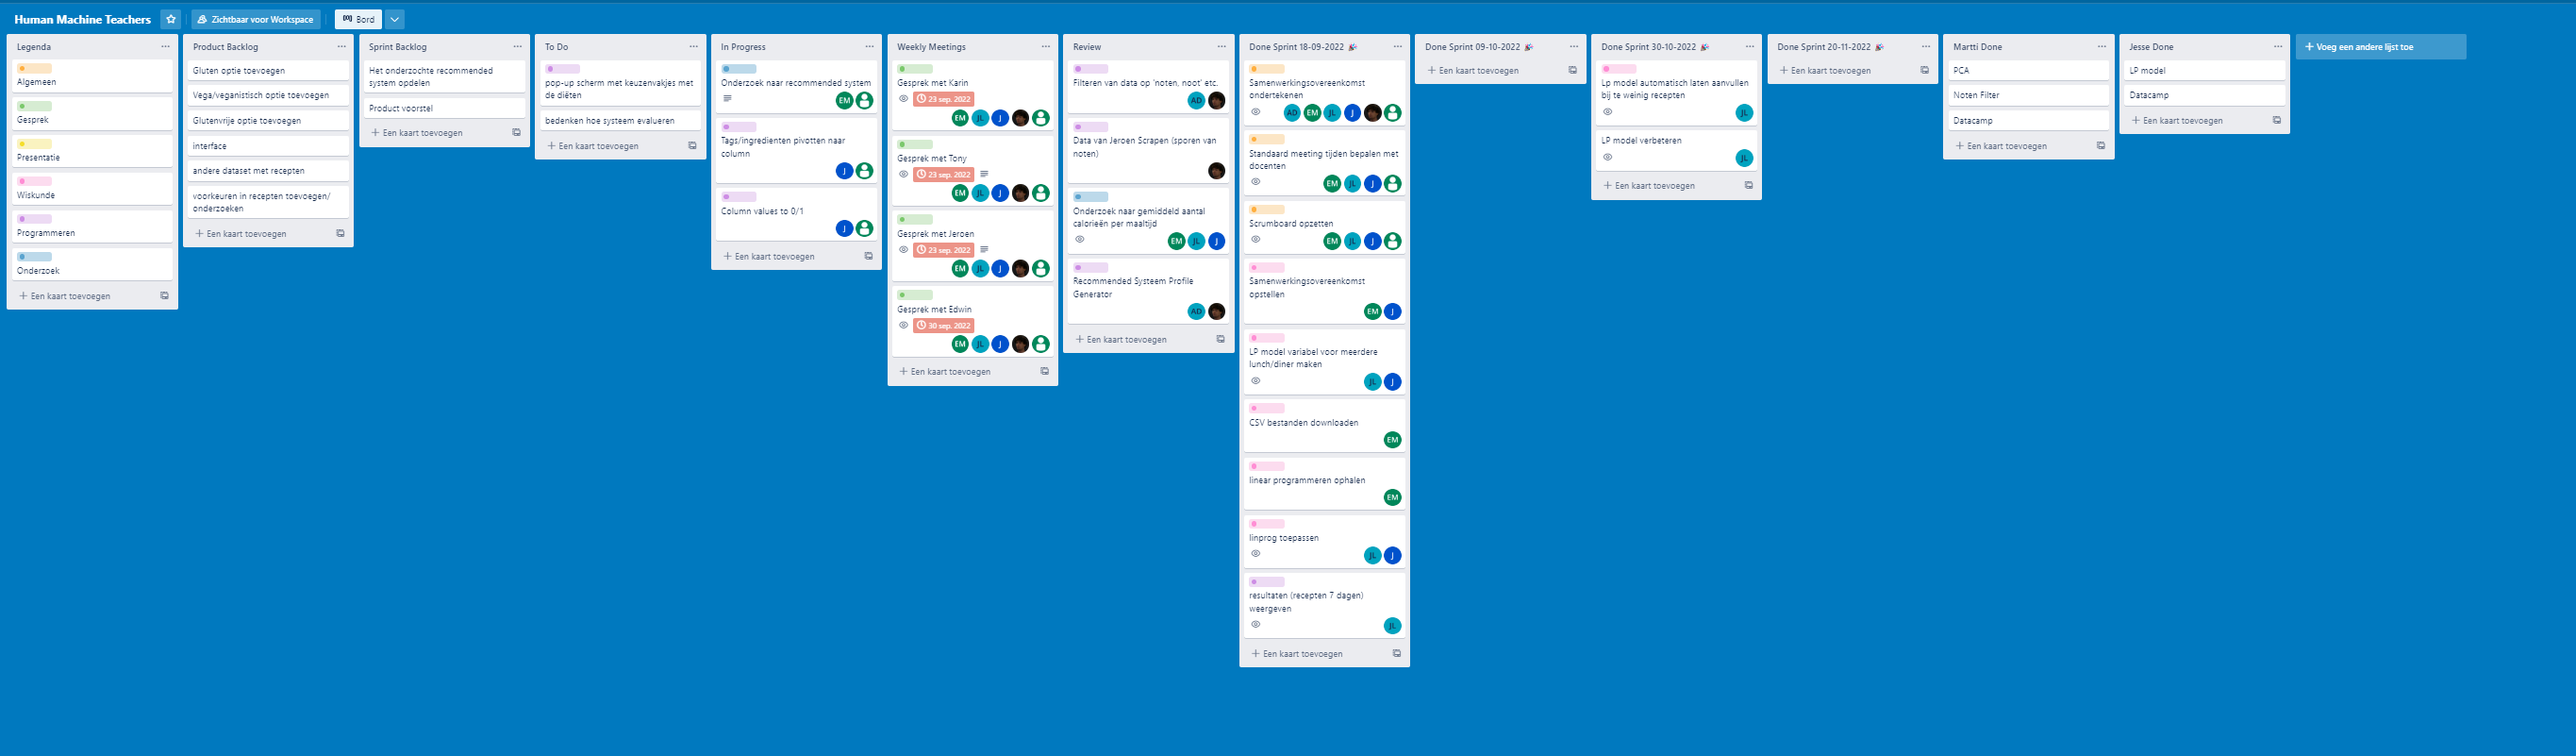 Human Machine Teachers
Zichtbaar voor Workspace
Bord
Legenda
Algemeen
Gesprek
Presentatie
Wiskunde
Programmeren
Onderzoek
+ Een kaart toevoegen
Product Backlog
Gluten optie toevoegen
Vega/veganistisch optie toevoegen
Glutenvrije optie toevoegen
interface
andere dataset met recepten
voorkeuren in recepten toevoegen/
onderzoeken
+ Een kaart toevoegen
Sprint Backlog
Het onderzochte recommended
system opdelen
Product voorstel
+ Een kaart toevoegen
To Do
pop-up scherm met keuzenvakjes met
de diëten
bedenken hoe systeem evalueren
+ Een kaart toevoegen
In Progress
Onderzoek naar recommended system
EM
Tags/ingredienten pivotten naar
column
J
Column values to 0/1
J
+ Een kaart toevoegen
Weekly Meetings
Gesprek met Karin
23 sep. 2022
EM JL J
Gesprek met Tony
23 sep. 2022
EM JL J
Gesprek met Jeroen
23 sep. 2022
EM JL J
Gesprek met Edwin
30 sep. 2022
EM JL J
+ Een kaart toevoegen
Review
Filteren van data op 'noten, noot' etc.
AD
Data van Jeroen Scrapen (sporen van
noten)
Onderzoek naar gemiddeld aantal
calorieën per maaltijd
EM JL J
Recommended Systeem Profile
Generator
AD
+ Een kaart toevoegen
Done Sprint 18-09-2022
Samenwerkingsovereenkomst
ondertekenen
AD EM JL J
Standaard meeting tijden bepalen met
docenten
EM JL J
Scrumboard opzetten
EM JL J
Samenwerkingsovereenkomst
opstellen
EM J
LP model variabel voor meerdere
lunch/diner maken
JL J
CSV bestanden downloaden
EM
linear programmeren ophalen
EM
linprog toepassen
JL J
resultaten (recepten 7 dagen)
weergeven
JL
+ Een kaart toevoegen
Done Sprint 09-10-2022
+ Een kaart toevoegen
Done Sprint 30-10-2022
Lp model automatisch laten aanvullen
bij te weinig recepten
JL
LP model verbeteren
JL
+ Een kaart toevoegen
Done Sprint 20-11-2022
+ Een kaart toevoegen
Martti Done
PCA
Noten Filter
Datacamp
+ Een kaart toevoegen
Jesse Done
LP model
Datacamp
+ Een kaart toevoegen
+ Voeg een andere lijst toe